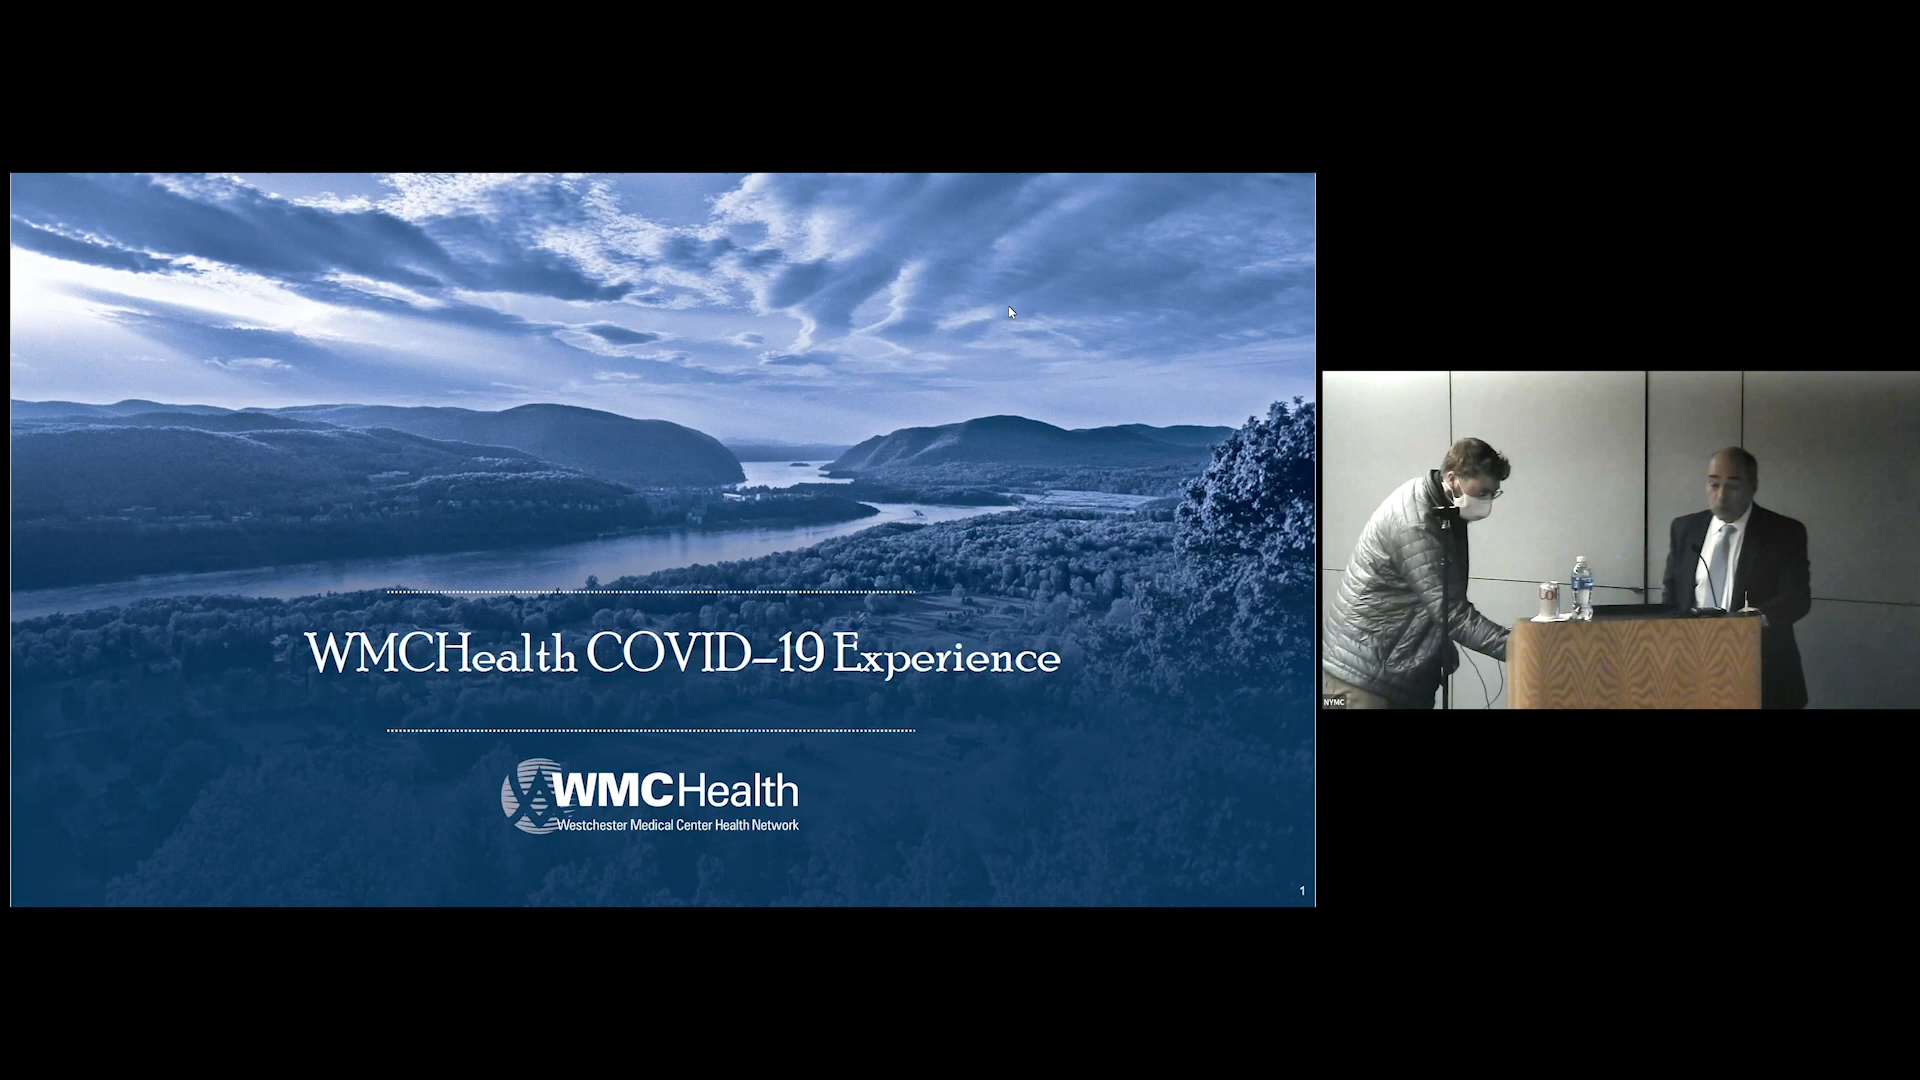 WMCHealth COVID–19 Experience
WMCHealth
Westchester Medical Center Health Network
1
NYMC